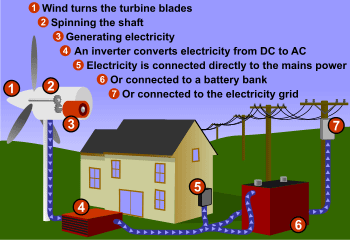 1 Wind turns the turbine blades
2 Spinning the shaft
3 Generating electricity
4 An inverter converts electricity from DC to AC
5 Electricity is connected directly to the mains power
6 Or connected to a battery bank
7 Or connected to the electricity grid
1
2
3
4
5
6
7